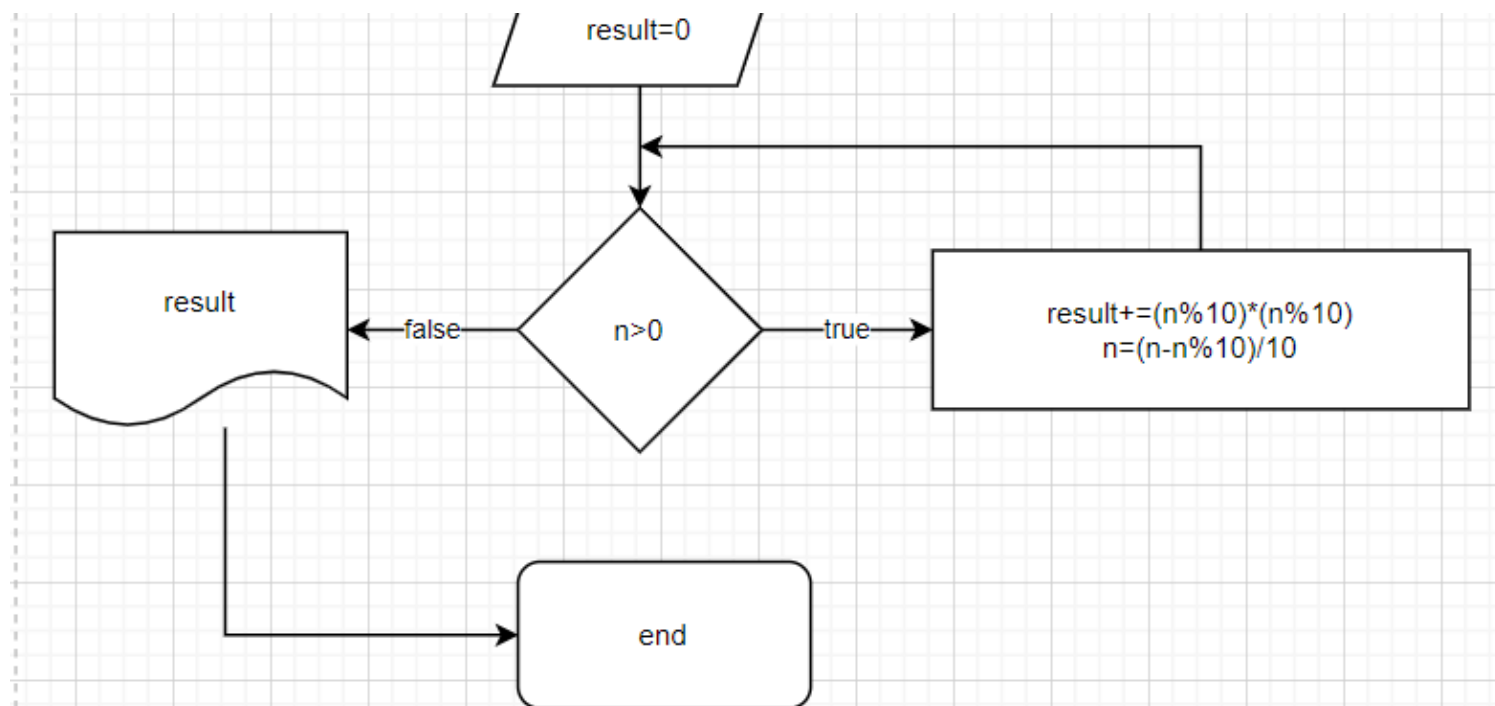 result=0
result
false
n>0
true
result+=(n%10)*(n%10)
n=(n-n%10)/10
end